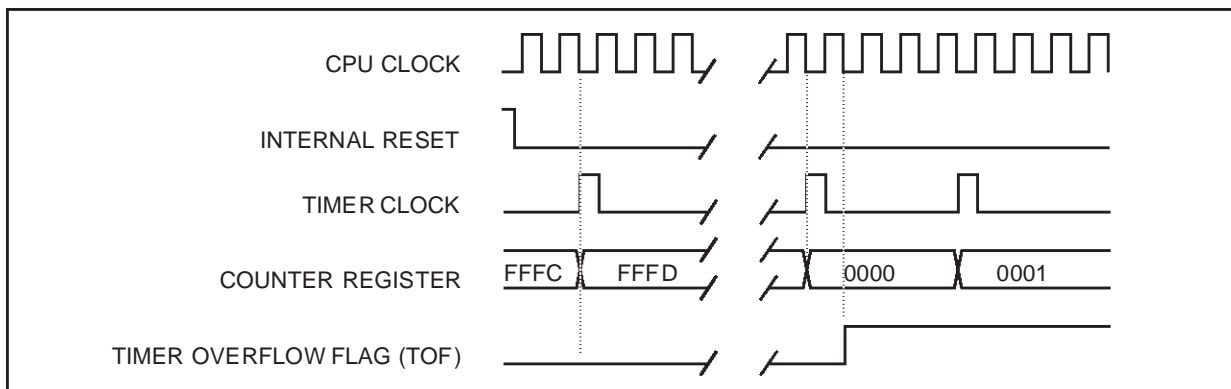 CPU CLOCK
INTERNAL RESET
TIMER CLOCK
COUNTER REGISTER FFFC FFFD 0000 0001
TIMER OVERFLOW FLAG (TOF)